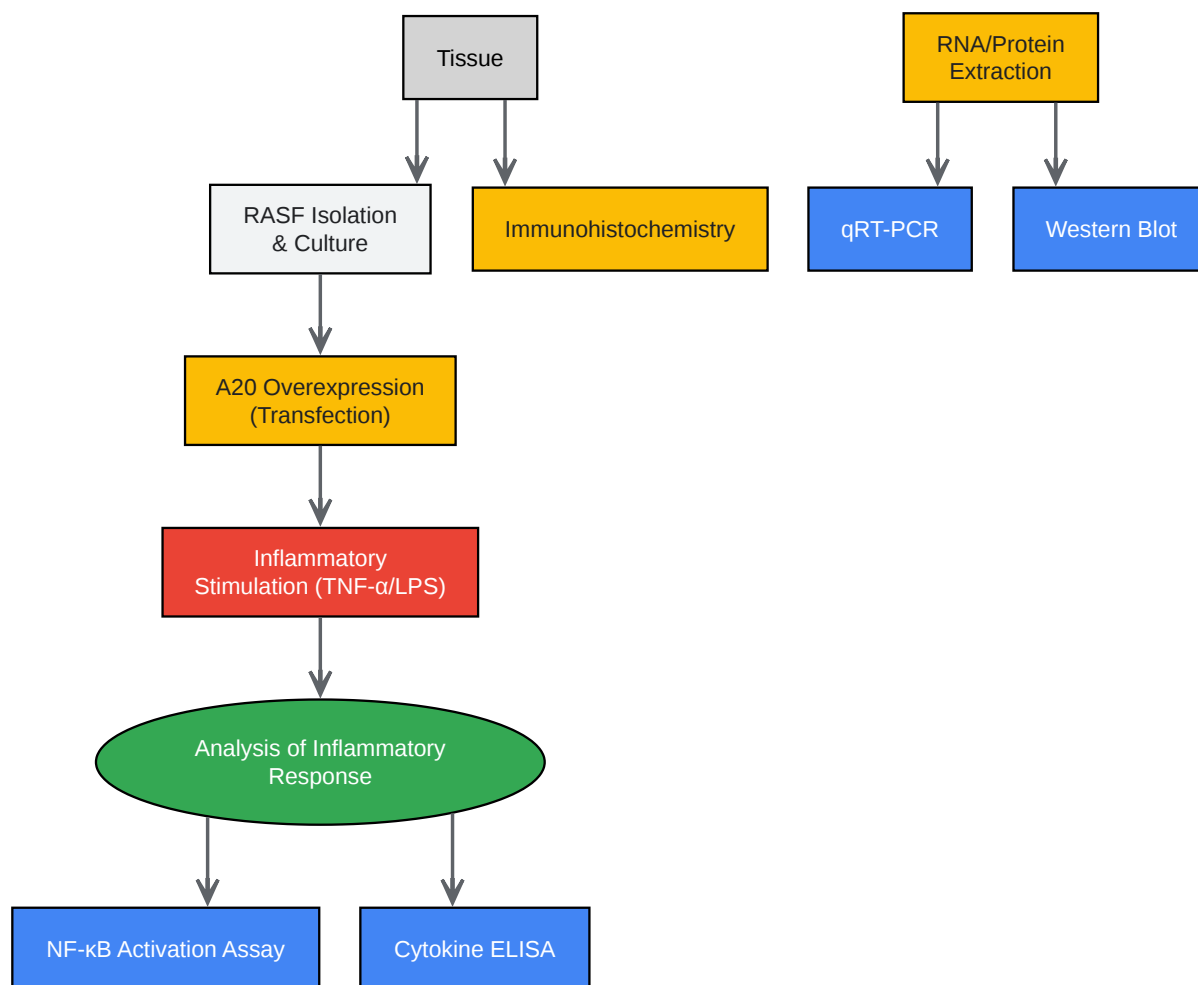 Tissue
RNA/Protein
Extraction
RASF Isolation
& Culture
Immunohistochemistry
qRT-PCR
Western Blot
A20 Overexpression
(Transfection)
Inflammatory
Stimulation (TNF-α/LPS)
Analysis of Inflammatory
Response
NF-κB Activation Assay
Cytokine ELISA